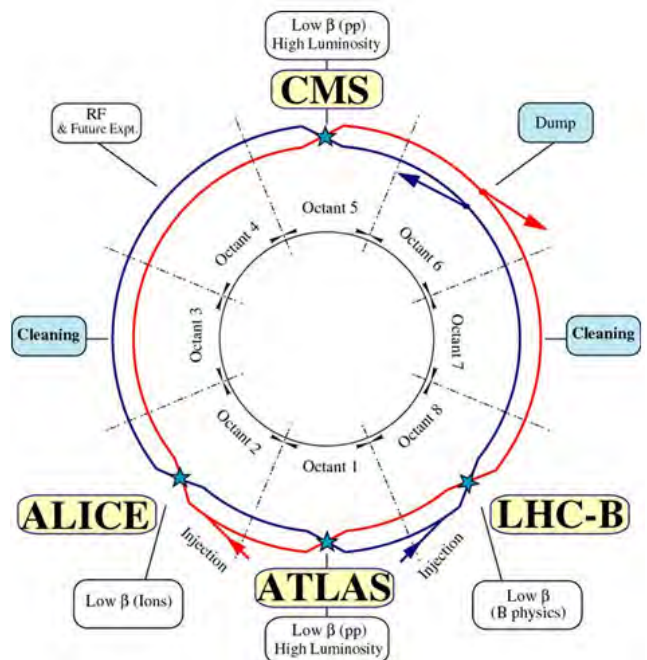 Low β (pp)
High Luminosity
CMS
RF
& Future Expt.
Dump
Octant 5
Octant 4
Octant 6
Cleaning
Octant 3
Octant 7
Cleaning
Octant 2
Octant 8
Octant 1
ALICE
LHC-B
Injection
Injection
ATLAS
Low β (Ions)
Low β
(B physics)
Low β (pp)
High Luminosity